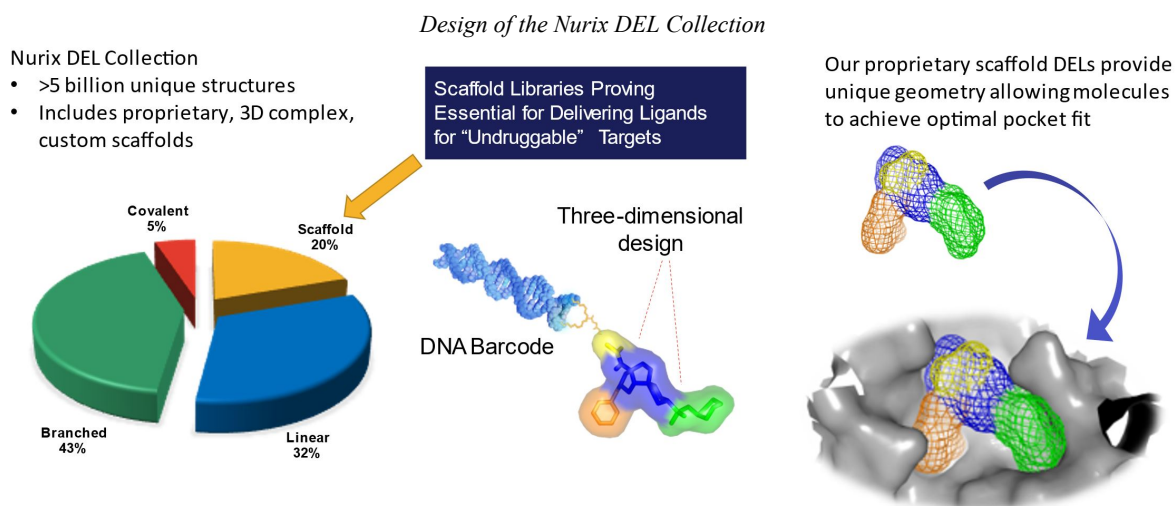 Design of the Nurix DEL Collection
Nurix DEL Collection
• >5 billion unique structures
• Includes proprietary, 3D complex,
custom scaffolds
Scaffold Libraries Proving
Essential for Delivering Ligands
for “Undruggable” Targets
Our proprietary scaffold DELs provide
unique geometry allowing molecules
to achieve optimal pocket fit
Covalent
5%
Scaffold
20%
Branched
43%
Linear
32%
Three-dimensional
design
DNA Barcode